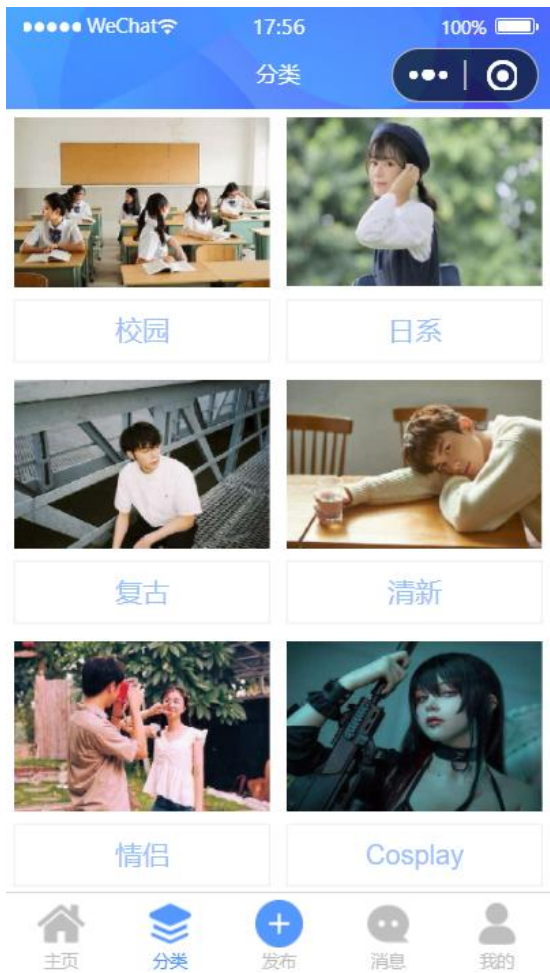 WeChat 17:56 100%
分类
校园 日系
复古 清新
情侣 Cosplay
主页 分类 发布 消息 我的